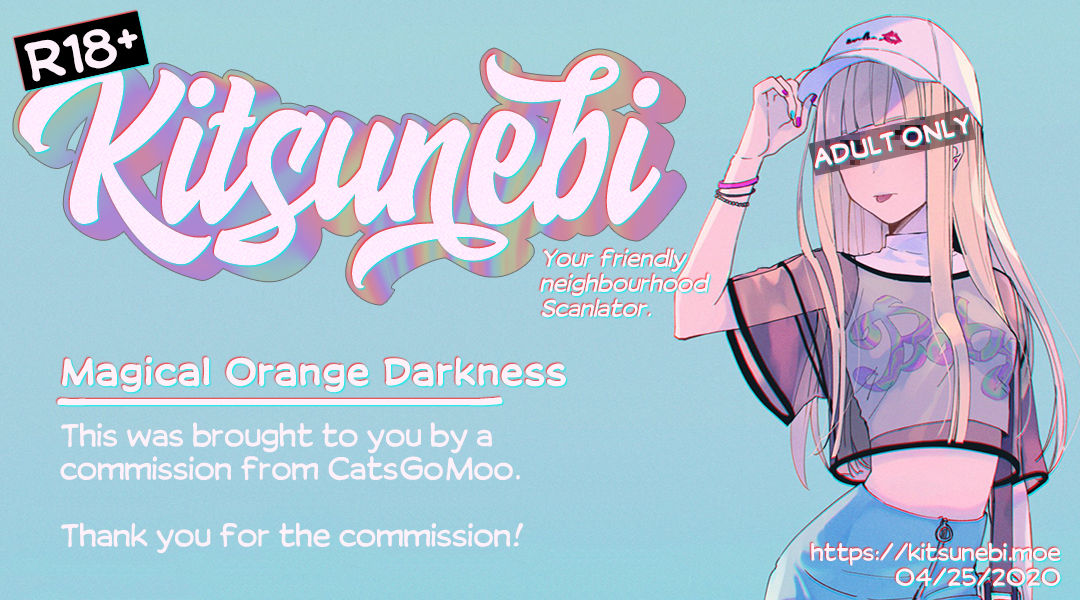 R18+
Kitsunebi
ADULT ONLY
Your friendly
neighbourhood
Scanlator.
Magical Orange Darkness
This was brought to you by a
commission from CatsGoMoo.
Thank you for the commission!
https://kitsunebi.moe
04/25/2020